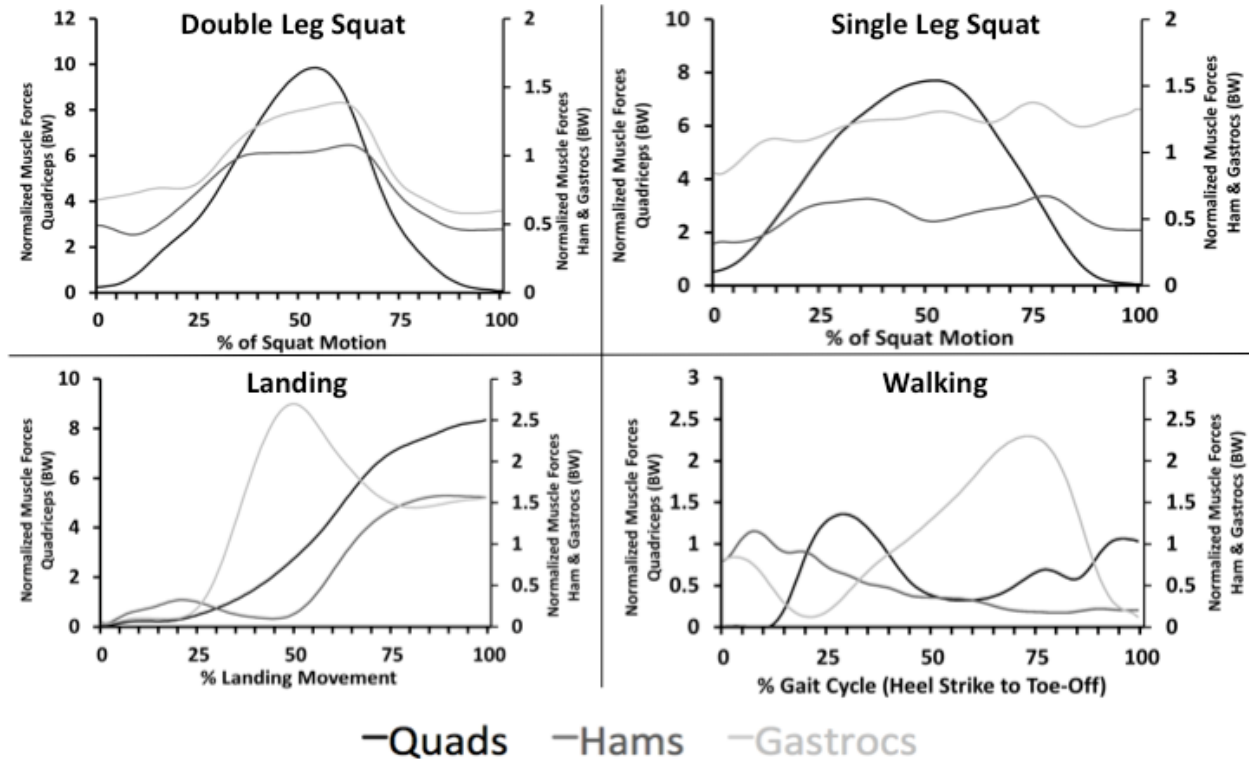 Double Leg Squat
Normalized Muscle Forces
Quadriceps (BW)
12
10
8
6
4
2
0
2
1.5
1
0.5
0
Normalized Muscle Forces
Ham & Gastrocs (BW)
0 25 50 75 100
% of Squat Motion
Single Leg Squat
Normalized Muscle Forces
Quadriceps (BW)
10
8
6
4
2
0
2
1.5
1
0.5
0
Normalized Muscle Forces
Ham & Gastrocs (BW)
0 25 50 75 100
% of Squat Motion
Landing
Normalized Muscle Forces
Quadriceps (BW)
10
8
6
4
2
0
3
2.5
2
1.5
1
0.5
0
Normalized Muscle Forces
Ham & Gastrocs (BW)
0 25 50 75 100
% Landing Movement
Walking
Normalized Muscle Forces
Quadriceps (BW)
3
2.5
2
1.5
1
0.5
0
3
2.5
2
1.5
1
0.5
0
Normalized Muscle Forces
Ham & Gastrocs (BW)
0 25 50 75 100
% Gait Cycle (Heel Strike to Toe-Off)
Quads Hams Gastrocs